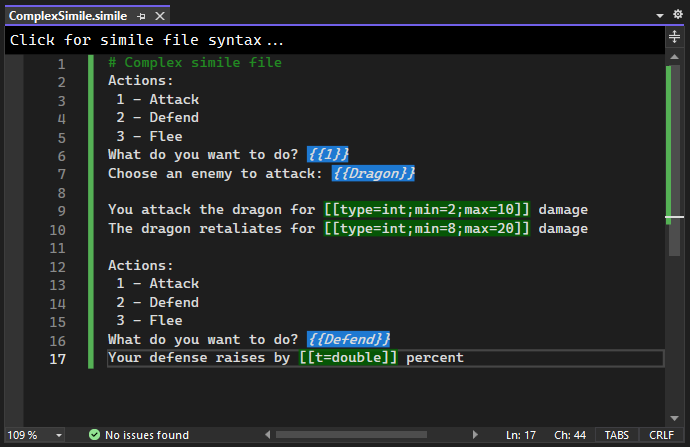 ComplexSimile.simile
Click for simile file syntax...
1 # Complex simile file
2 Actions:
3  1 - Attack
4  2 - Defend
5  3 - Flee
6 What do you want to do? {{1}}
7 Choose an enemy to attack: {{Dragon}}
8
9 You attack the dragon for [[type=int;min=2;max=10]] damage
10 The dragon retaliates for [[type=int;min=8;max=20]] damage
11
12 Actions:
13  1 - Attack
14  2 - Defend
15  3 - Flee
16 What do you want to do? {{Defend}}
17 Your defense raises by [[t=double]] percent
109 % No issues found Ln: 17 Ch: 44 TABS CRLF